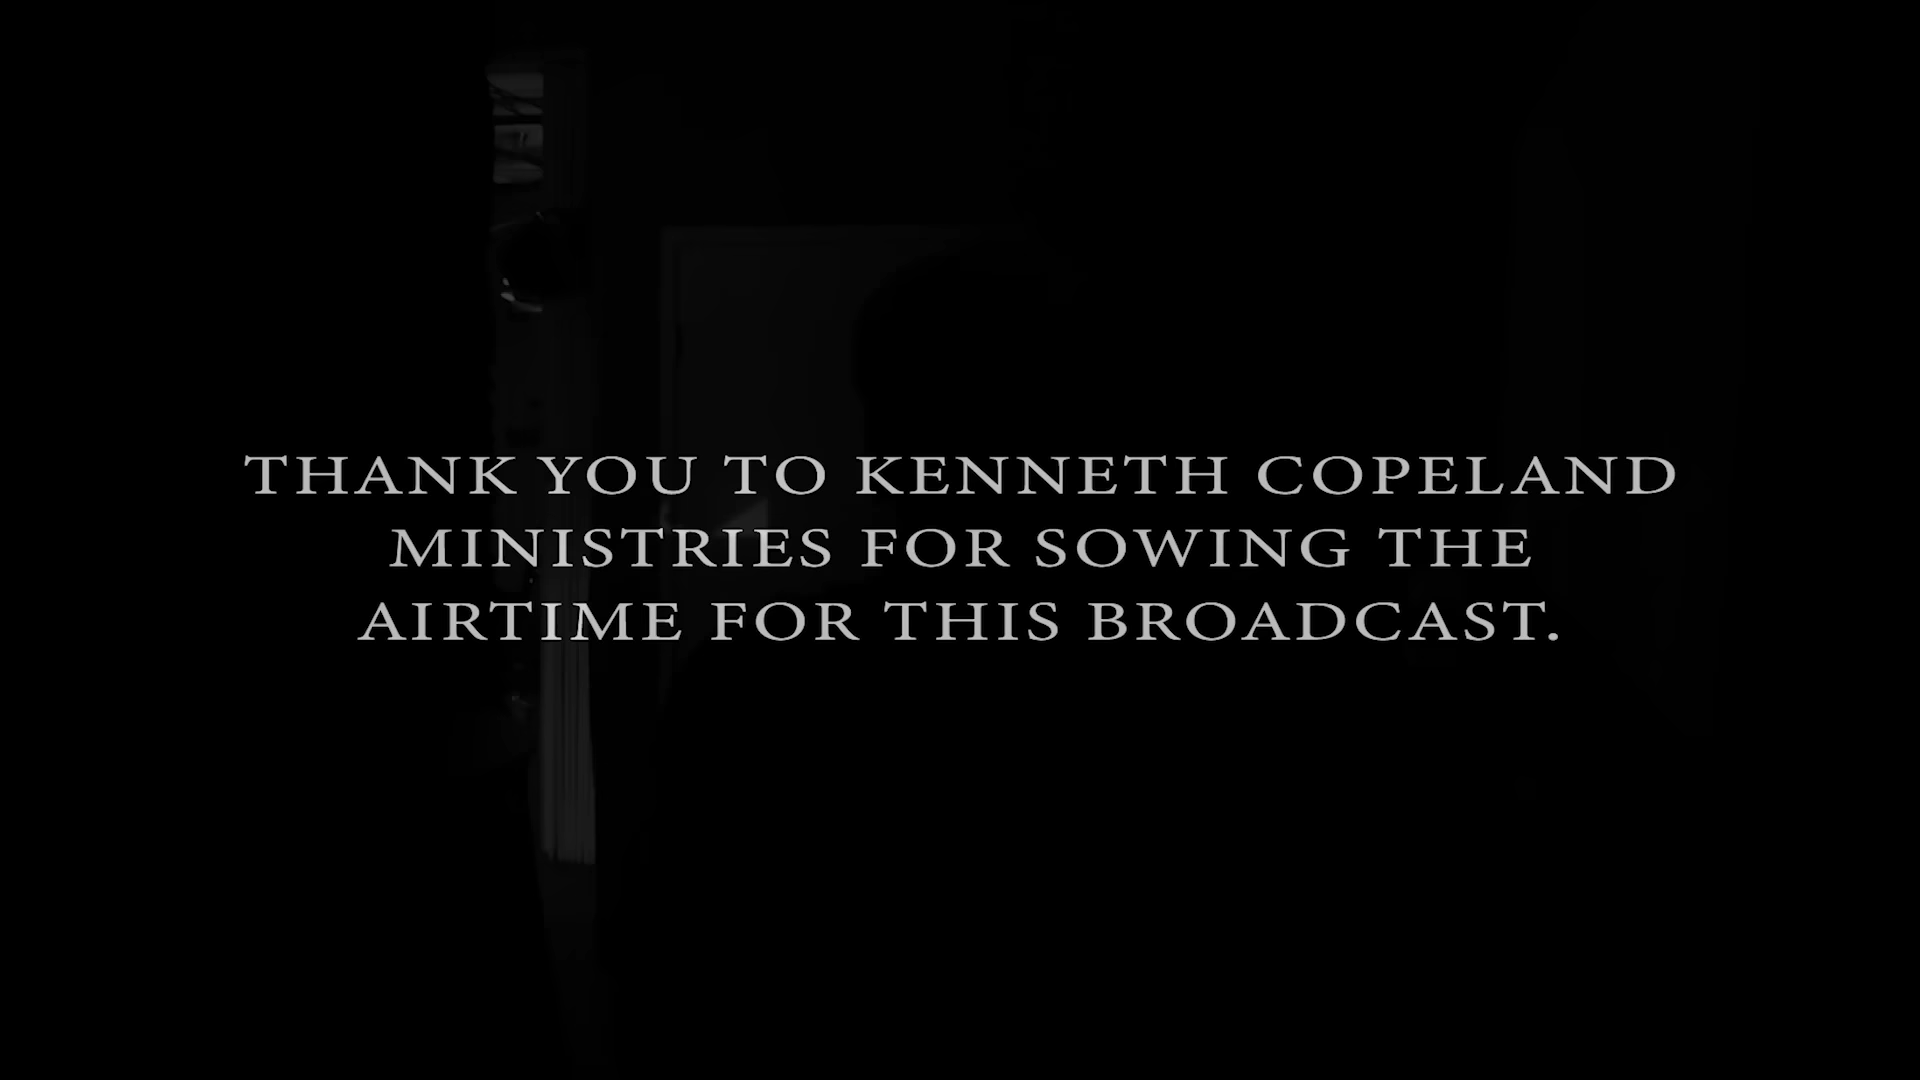 THANK YOU TO KENNETH COPELAND
MINISTRIES FOR SOWING THE
AIRTIME FOR THIS BROADCAST.